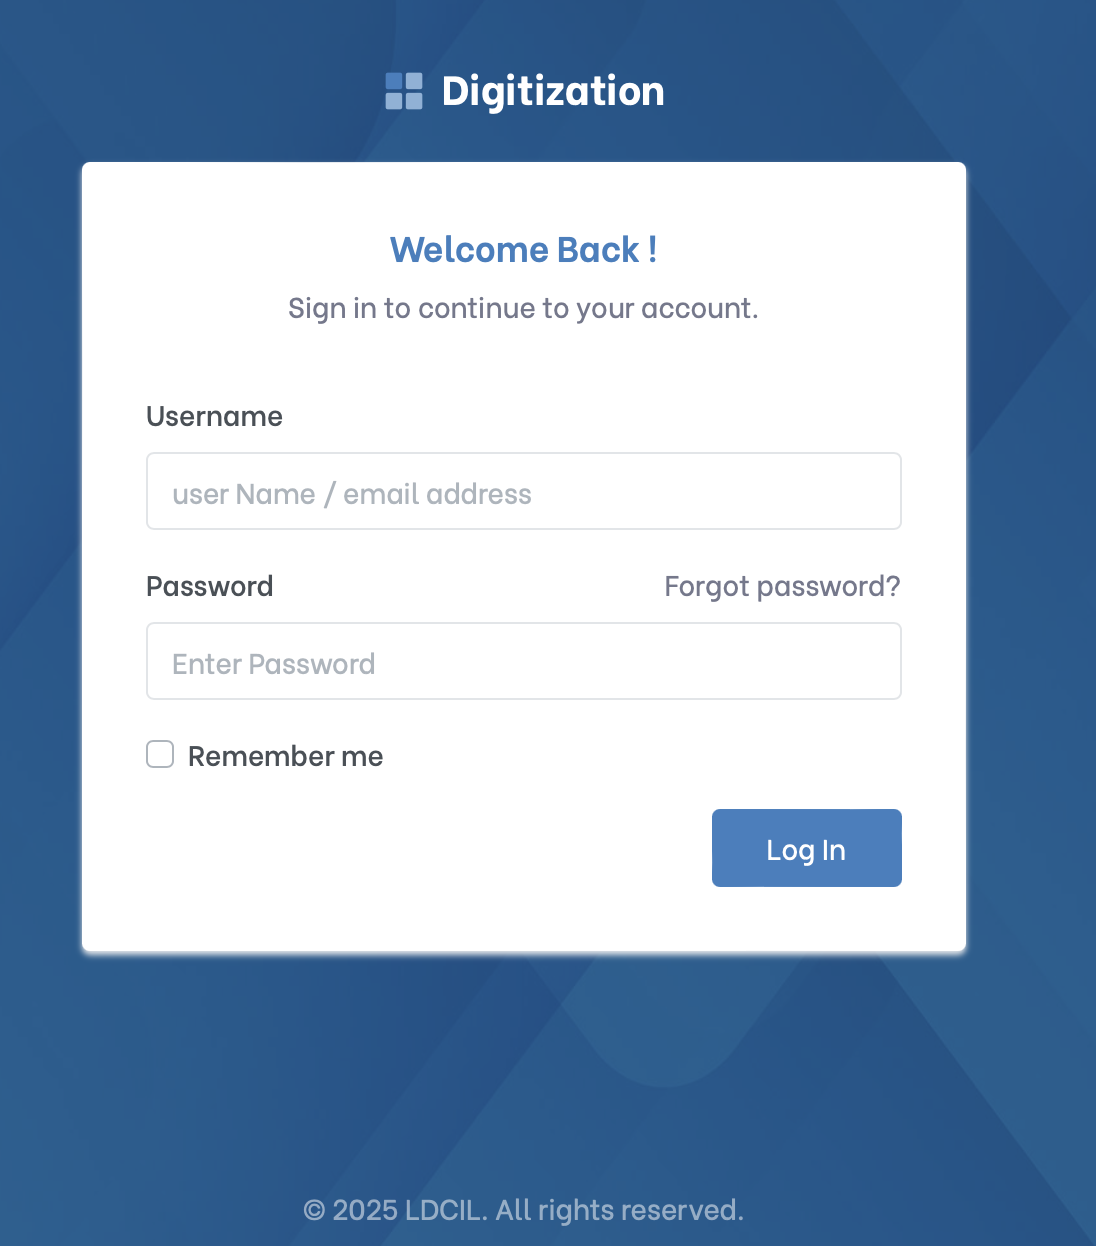 Digitization
Welcome Back !
Sign in to continue to your account.
Username
user Name / email address
Password Forgot password?
Enter Password
Remember me
Log In
© 2025 LDCIL. All rights reserved.